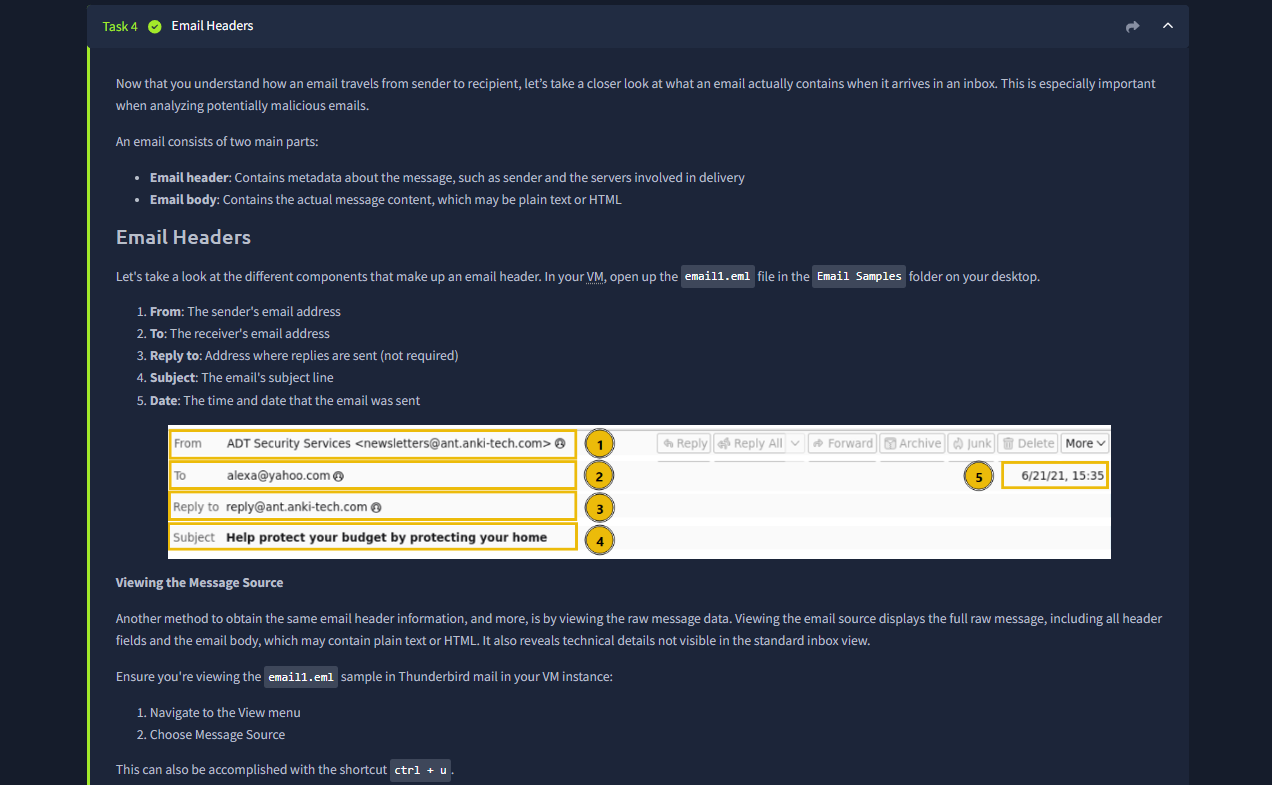 Task 4 Email Headers
Now that you understand how an email travels from sender to recipient, let’s take a closer look at what an email actually contains when it arrives in an inbox. This is especially important
when analyzing potentially malicious emails.
An email consists of two main parts:
• Email header: Contains metadata about the message, such as sender and the servers involved in delivery
• Email body: Contains the actual message content, which may be plain text or HTML
Email Headers
Let's take a look at the different components that make up an email header. In your VM, open up the email1.eml file in the Email Samples folder on your desktop.
1. From: The sender's email address
2. To: The receiver's email address
3. Reply to: Address where replies are sent (not required)
4. Subject: The email's subject line
5. Date: The time and date that the email was sent
From ADT Security Services <newsletters@ant.anki-tech.com> 1 Reply Reply All Forward Archive Junk Delete More
To alexa@yahoo.com 2 5 6/21/21, 15:35
Reply to reply@ant.anki-tech.com 3
Subject Help protect your budget by protecting your home 4
Viewing the Message Source
Another method to obtain the same email header information, and more, is by viewing the raw message data. Viewing the email source displays the full raw message, including all header
fields and the email body, which may contain plain text or HTML. It also reveals technical details not visible in the standard inbox view.
Ensure you're viewing the email1.eml sample in Thunderbird mail in your VM instance:
1. Navigate to the View menu
2. Choose Message Source
This can also be accomplished with the shortcut ctrl + u.